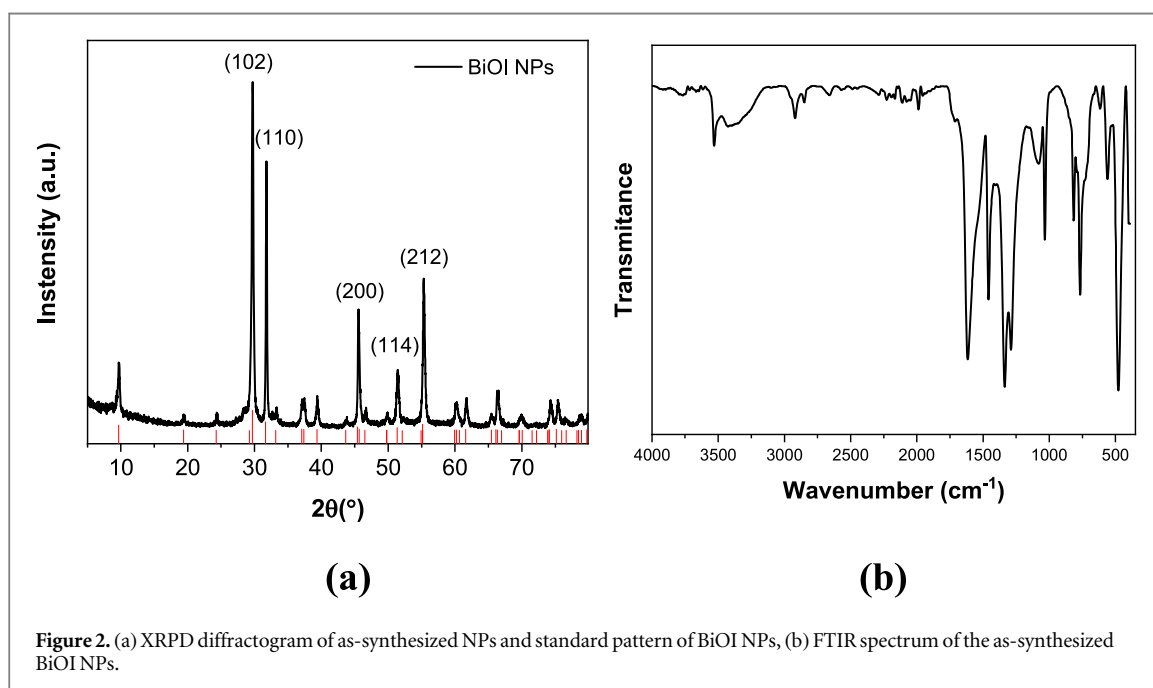 (102)
BiOI NPs
(110)
(212)
(200)
(114)
Instensity (a.u.)
10 20 30 40 50 60 70
2θ(°)
(a)
Transmitance
4000 3500 3000 2500 2000 1500 1000 500
Wavenumber (cm-1)
(b)
Figure 2. (a) XRPD diffractogram of as-synthesized NPs and standard pattern of BiOI NPs, (b) FTIR spectrum of the as-synthesized
BiOI NPs.